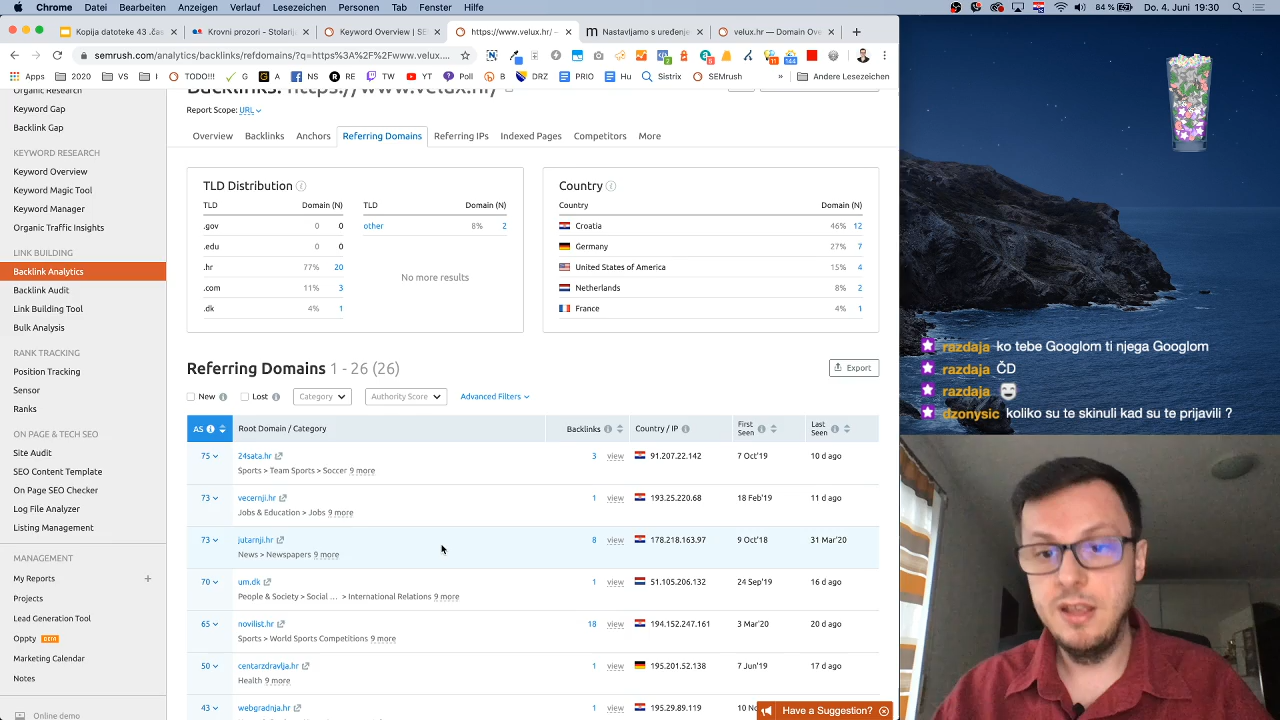 Chrome Datei Bearbeiten Anzeigen Verlauf Lesezeichen Personen Tab Fenster Hilfe
84 % Do. 4. Juni 19:30
Kopija datoteke 43 .čav
Krovni prozori - Stolarij
Keyword Overview | SE
https://www.velux.hr/ –
Nastavljamo s uređenje
velux.hr — Domain Ove
semrush.com/analytics/backlinks/refdomains/?q=https%3A%2F%2Fwww.velux....
Apps 2020 VS I TODO!!! G A NS RE TW YT Poll B DRZ PRIO Hu Sistrix SEMrush » Andere Lesezeichen
Organic Research
Keyword Gap
Backlink Gap
KEYWORD RESEARCH
Keyword Overview
Keyword Magic Tool
Keyword Manager
Organic Traffic Insights
LINK BUILDING
Backlink Analytics
Backlink Audit
Link Building Tool
Bulk Analysis
RANK TRACKING
Position Tracking
Sensor
Ranks
ON PAGE & TECH SEO
Site Audit
SEO Content Template
On Page SEO Checker
Log File Analyzer
Listing Management
MANAGEMENT
My Reports +
Projects
Lead Generation Tool
Oppty BETA
Marketing Calendar
Notes
Online demo
Backlinks: https://www.velux.hr/
Report Scope: URL
Overview Backlinks Anchors Referring Domains Referring IPs Indexed Pages Competitors More
TLD Distribution
TLD Domain (N) TLD Domain (N)
.gov 0 0 other 8% 2
.edu 0 0
.hr 77% 20 No more results
.com 11% 3
.dk 4% 1
Country
Country Domain (N)
Croatia 46% 12
Germany 27% 7
United States of America 15% 4
Netherlands 8% 2
France 4% 1
Referring Domains 1 - 26 (26)
Export
New Lost Category Authority Score Advanced Filters
AS Root Domain / Category Backlinks Country / IP First Seen Last Seen
75 24sata.hr 3 view 91.207.22.142 7 Oct'19 10 d ago
Sports > Team Sports > Soccer 9 more
73 vecernji.hr 1 view 193.25.220.68 18 Feb'19 11 d ago
Jobs & Education > Jobs 9 more
73 jutarnji.hr 8 view 178.218.163.97 9 Oct'18 31 Mar'20
News > Newspapers 9 more
70 um.dk 1 view 51.105.206.132 24 Sep'19 16 d ago
People & Society > Social ... > International Relations 9 more
65 novilist.hr 18 view 194.152.247.161 3 Mar'20 20 d ago
Sports > World Sports Competitions 9 more
50 centarzdravlja.hr 1 view 195.201.52.138 7 Jun'19 17 d ago
Health 9 more
43 webgradnja.hr 1 view 195.29.89.119 10
Have a Suggestion?
razdaja ko tebe Googlom ti njega Googlom
razdaja ČD
razdaja
dzonysic koliko su te skinuli kad su te prijavili ?